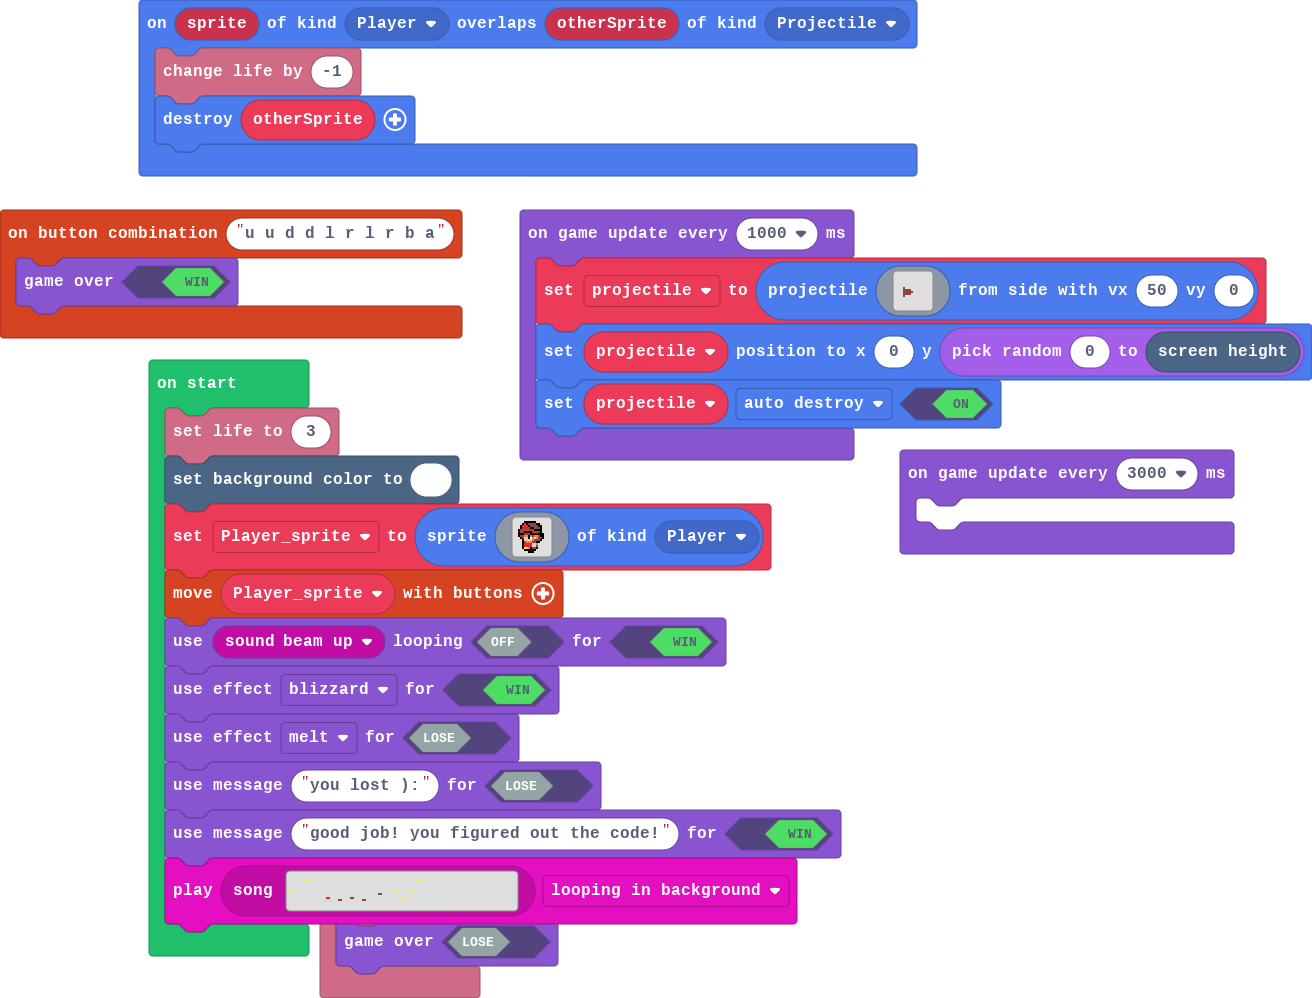 on sprite of kind Player overlaps otherSprite of kind Projectile
change life by -1
destroy otherSprite
on button combination "u u d d l r l r b a"
game over WIN
on game update every 1000 ms
set projectile to projectile from side with vx 50 vy 0
set projectile position to x 0 y pick random 0 to screen height
set projectile auto destroy ON
on start
set life to 3
set background color to
set Player_sprite to sprite of kind Player
move Player_sprite with buttons
use sound beam up looping OFF for WIN
use effect blizzard for WIN
use effect melt for LOSE
use message "you lost ):" for LOSE
use message "good job! you figured out the code!" for WIN
play song looping in background
game over LOSE
on game update every 3000 ms